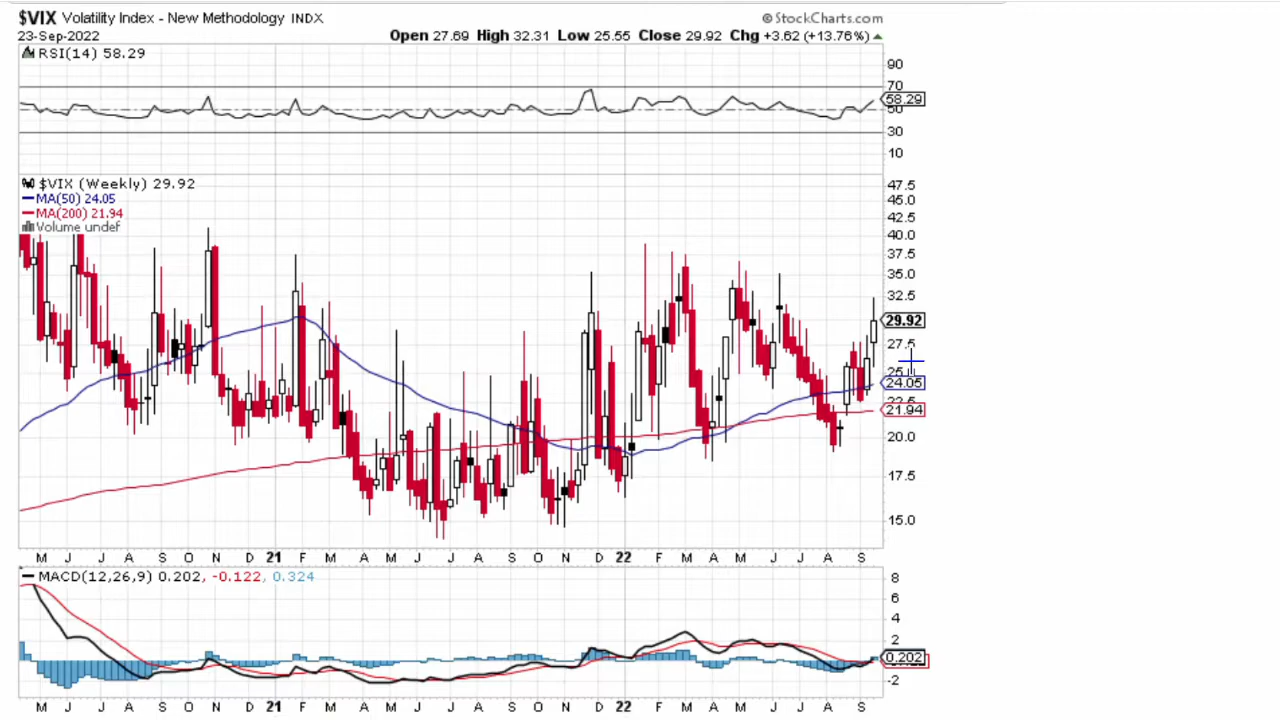 $VIX Volatility Index - New Methodology INDX
© StockCharts.com
23-Sep-2022
Open 27.69 High 32.31 Low 25.55 Close 29.92 Chg +3.62 (+13.76%)
RSI(14) 58.29
90
70
58.29
50
30
10
$VIX (Weekly) 29.92
MA(50) 24.05
MA(200) 21.94
Volume undef
47.5
45.0
42.5
40.0
37.5
35.0
32.5
29.92
27.5
24.05
22.5
21.94
20.0
17.5
15.0
M J J A S O N D 21 F M A M J J A S O N D 22 F M A M J J A S
MACD(12,26,9) 0.202, -0.122, 0.324
8
6
4
2
0.202
-2
M J J A S O N D 21 F M A M J J A S O N D 22 F M A M J J A S